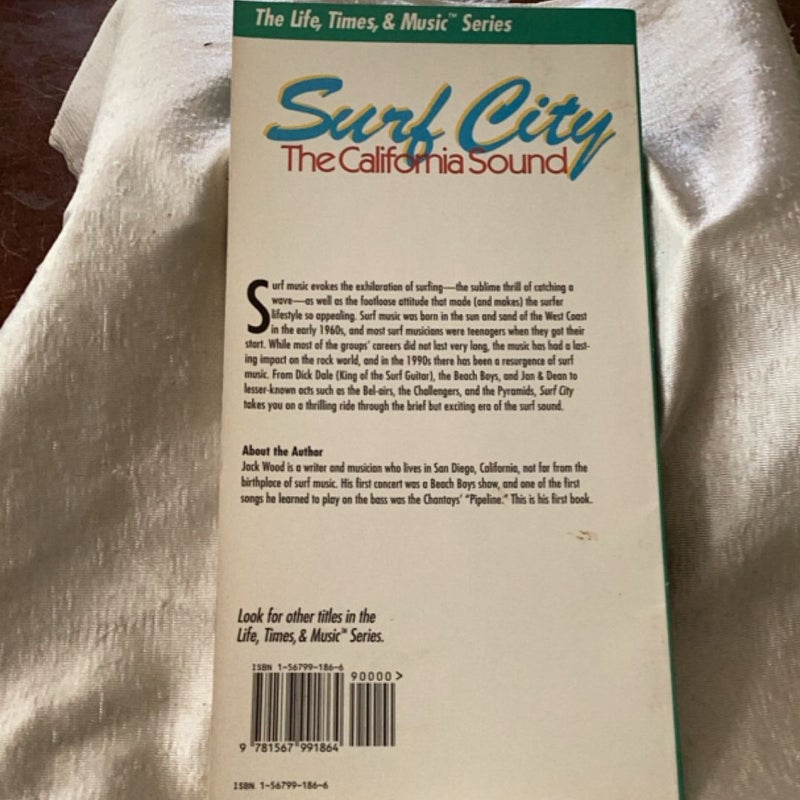 The Life, Times, & Music™ Series
Surf City
The California Sound
Surf music evokes the exhilaration of surfing—the sublime thrill of catching a
wave—as well as the footloose attitude that made (and makes) the surfer
lifestyle so appealing. Surf music was born in the sun and sand of the West Coast
in the early 1960s, and most surf musicians were teenagers when they got their
start. While most of the groups' careers did not last very long, the music has had a last-
ing impact on the rock world, and in the 1990s there has been a resurgence of surf
music. From Dick Dale (King of the Surf Guitar), the Beach Boys, and Jan & Dean to
lesser-known acts such as the Bel-airs, the Challengers, and the Pyramids, Surf City
takes you on a thrilling ride through the brief but exciting era of the surf sound.
About the Author
Jack Wood is a writer and musician who lives in San Diego, California, not far from the
birthplace of surf music. His first concert was a Beach Boys show, and one of the first
songs he learned to play on the bass was the Chantays' "Pipeline." This is his first book.
Look for other titles in the
Life, Times, & Music™ Series.
ISBN 1-56799-186-6
90000>
9 781567 991864
ISBN 1-56799-186-6